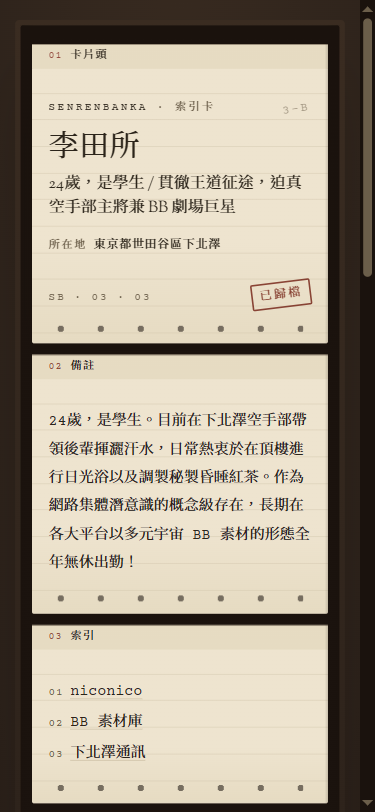 01 卡片頭
SENRENBANKA · 索引卡
3-B
李田所
24歲，是學生 / 貫徹王道征途，迫真
空手部主將兼 BB 劇場巨星
所在地 東京都世田谷區下北澤
SB · 03 · 03
已歸檔
02 備註
24歲，是學生。目前在下北澤空手部帶
領後輩揮灑汗水，日常熱衷於在頂樓進
行日光浴以及調製秘製昏睡紅茶。作為
網路集體潛意識的概念級存在，長期在
各大平台以多元宇宙 BB 素材的形態全
年無休出勤！
03 索引
01 niconico
02 BB 素材庫
03 下北澤通訊